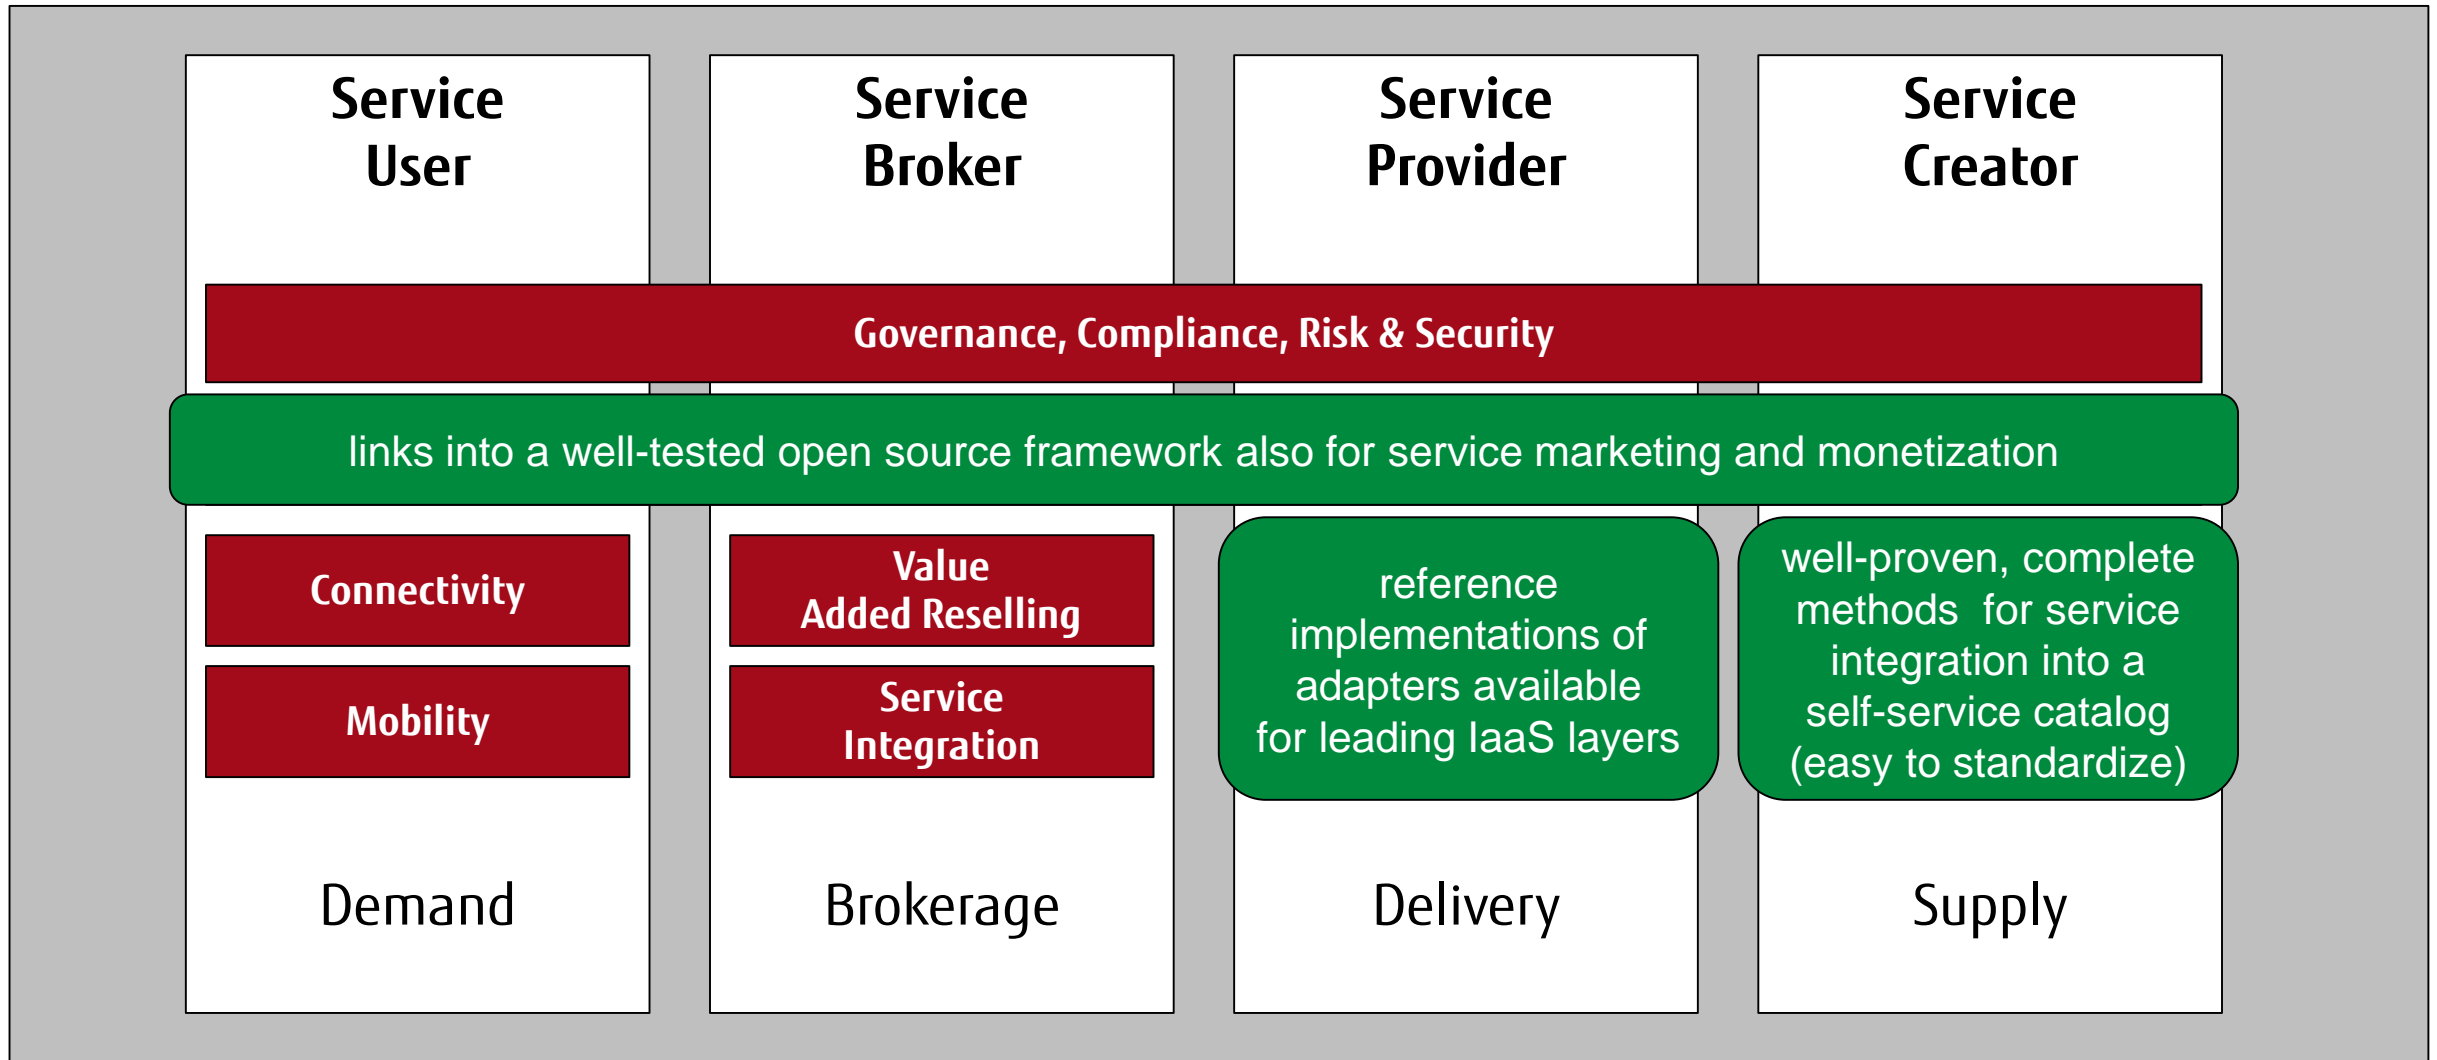 Service
User
Service
Broker
Service
Provider
Service
Creator
Governance, Compliance, Risk & Security
links into a well-tested open source framework also for service marketing and monetization
Connectivity
Mobility
Value
Added Reselling
Service
Integration
reference
implementations of
adapters available
for leading IaaS layers
well-proven, complete
methods  for service
integration into a
self-service catalog
(easy to standardize)
Demand
Brokerage
Delivery
Supply